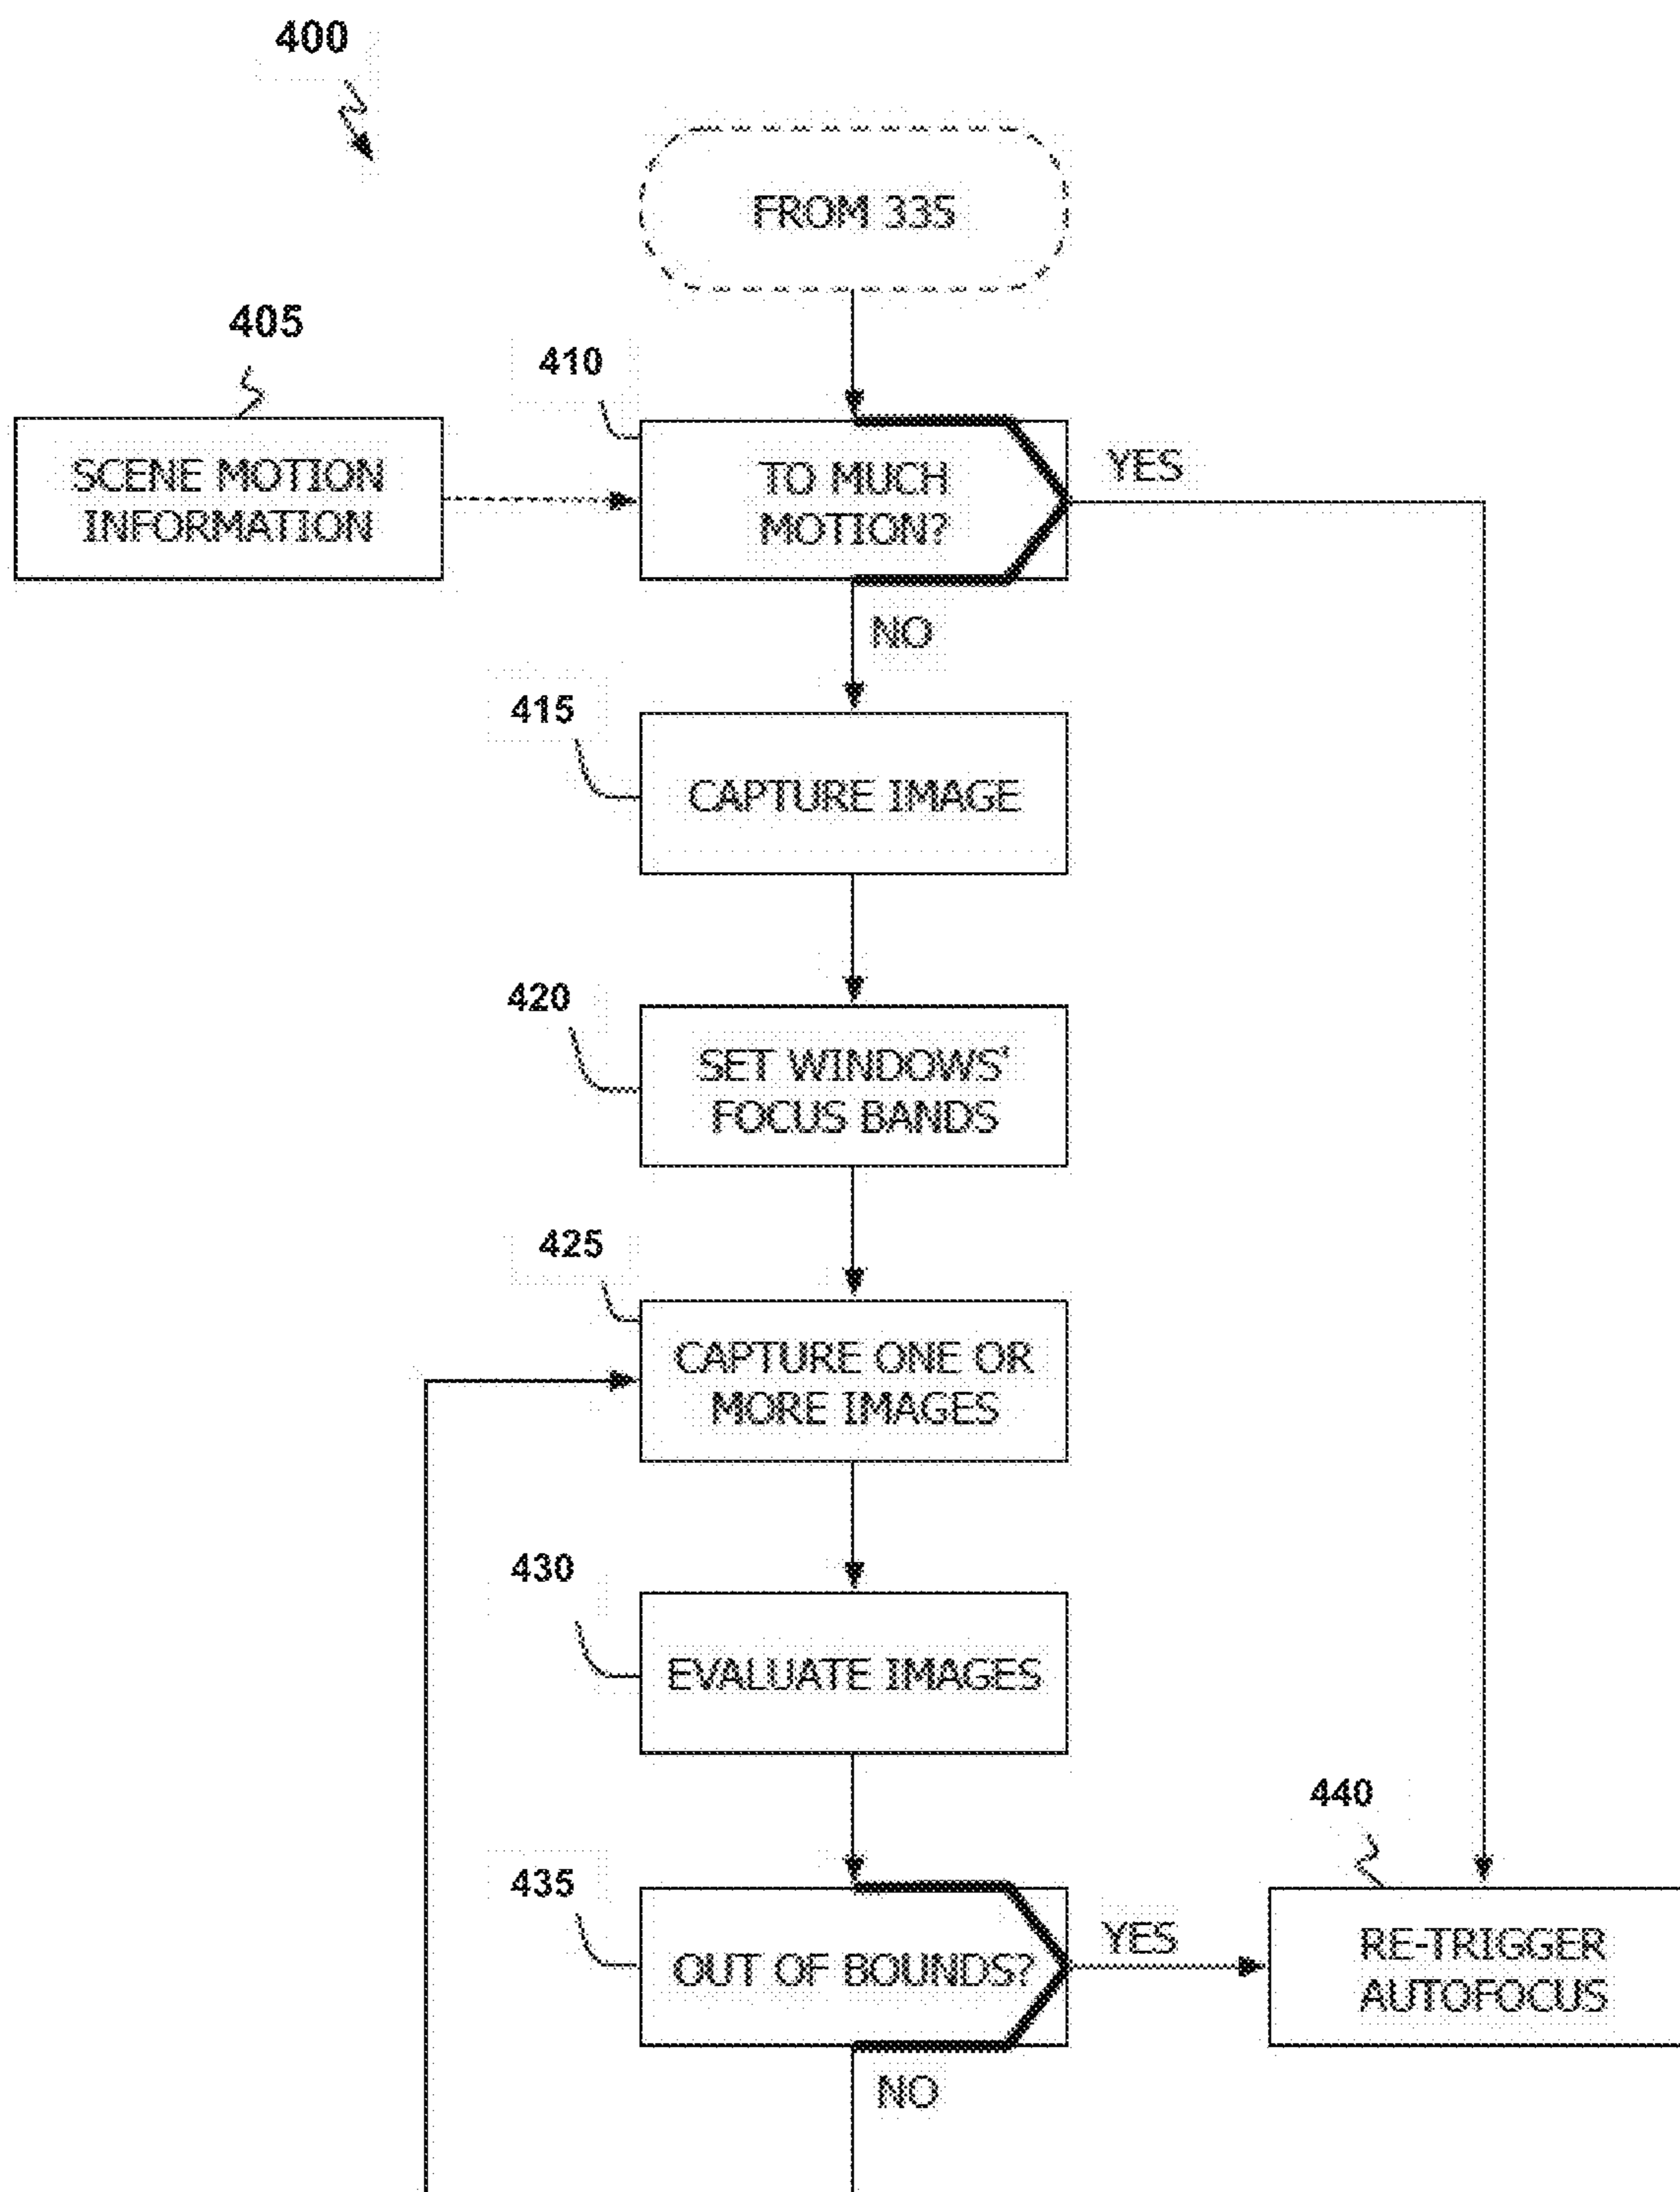 400
FROM 335
405
410
SCENE MOTION
INFORMATION
TO MUCH
MOTION?
YES
NO
415
CAPTURE IMAGE
420
SET WINDOWS'
FOCUS BANDS
425
CAPTURE ONE OR
MORE IMAGES
430
EVALUATE IMAGES
440
435
OUT OF BOUNDS?
YES
RE-TRIGGER
AUTOFOCUS
NO